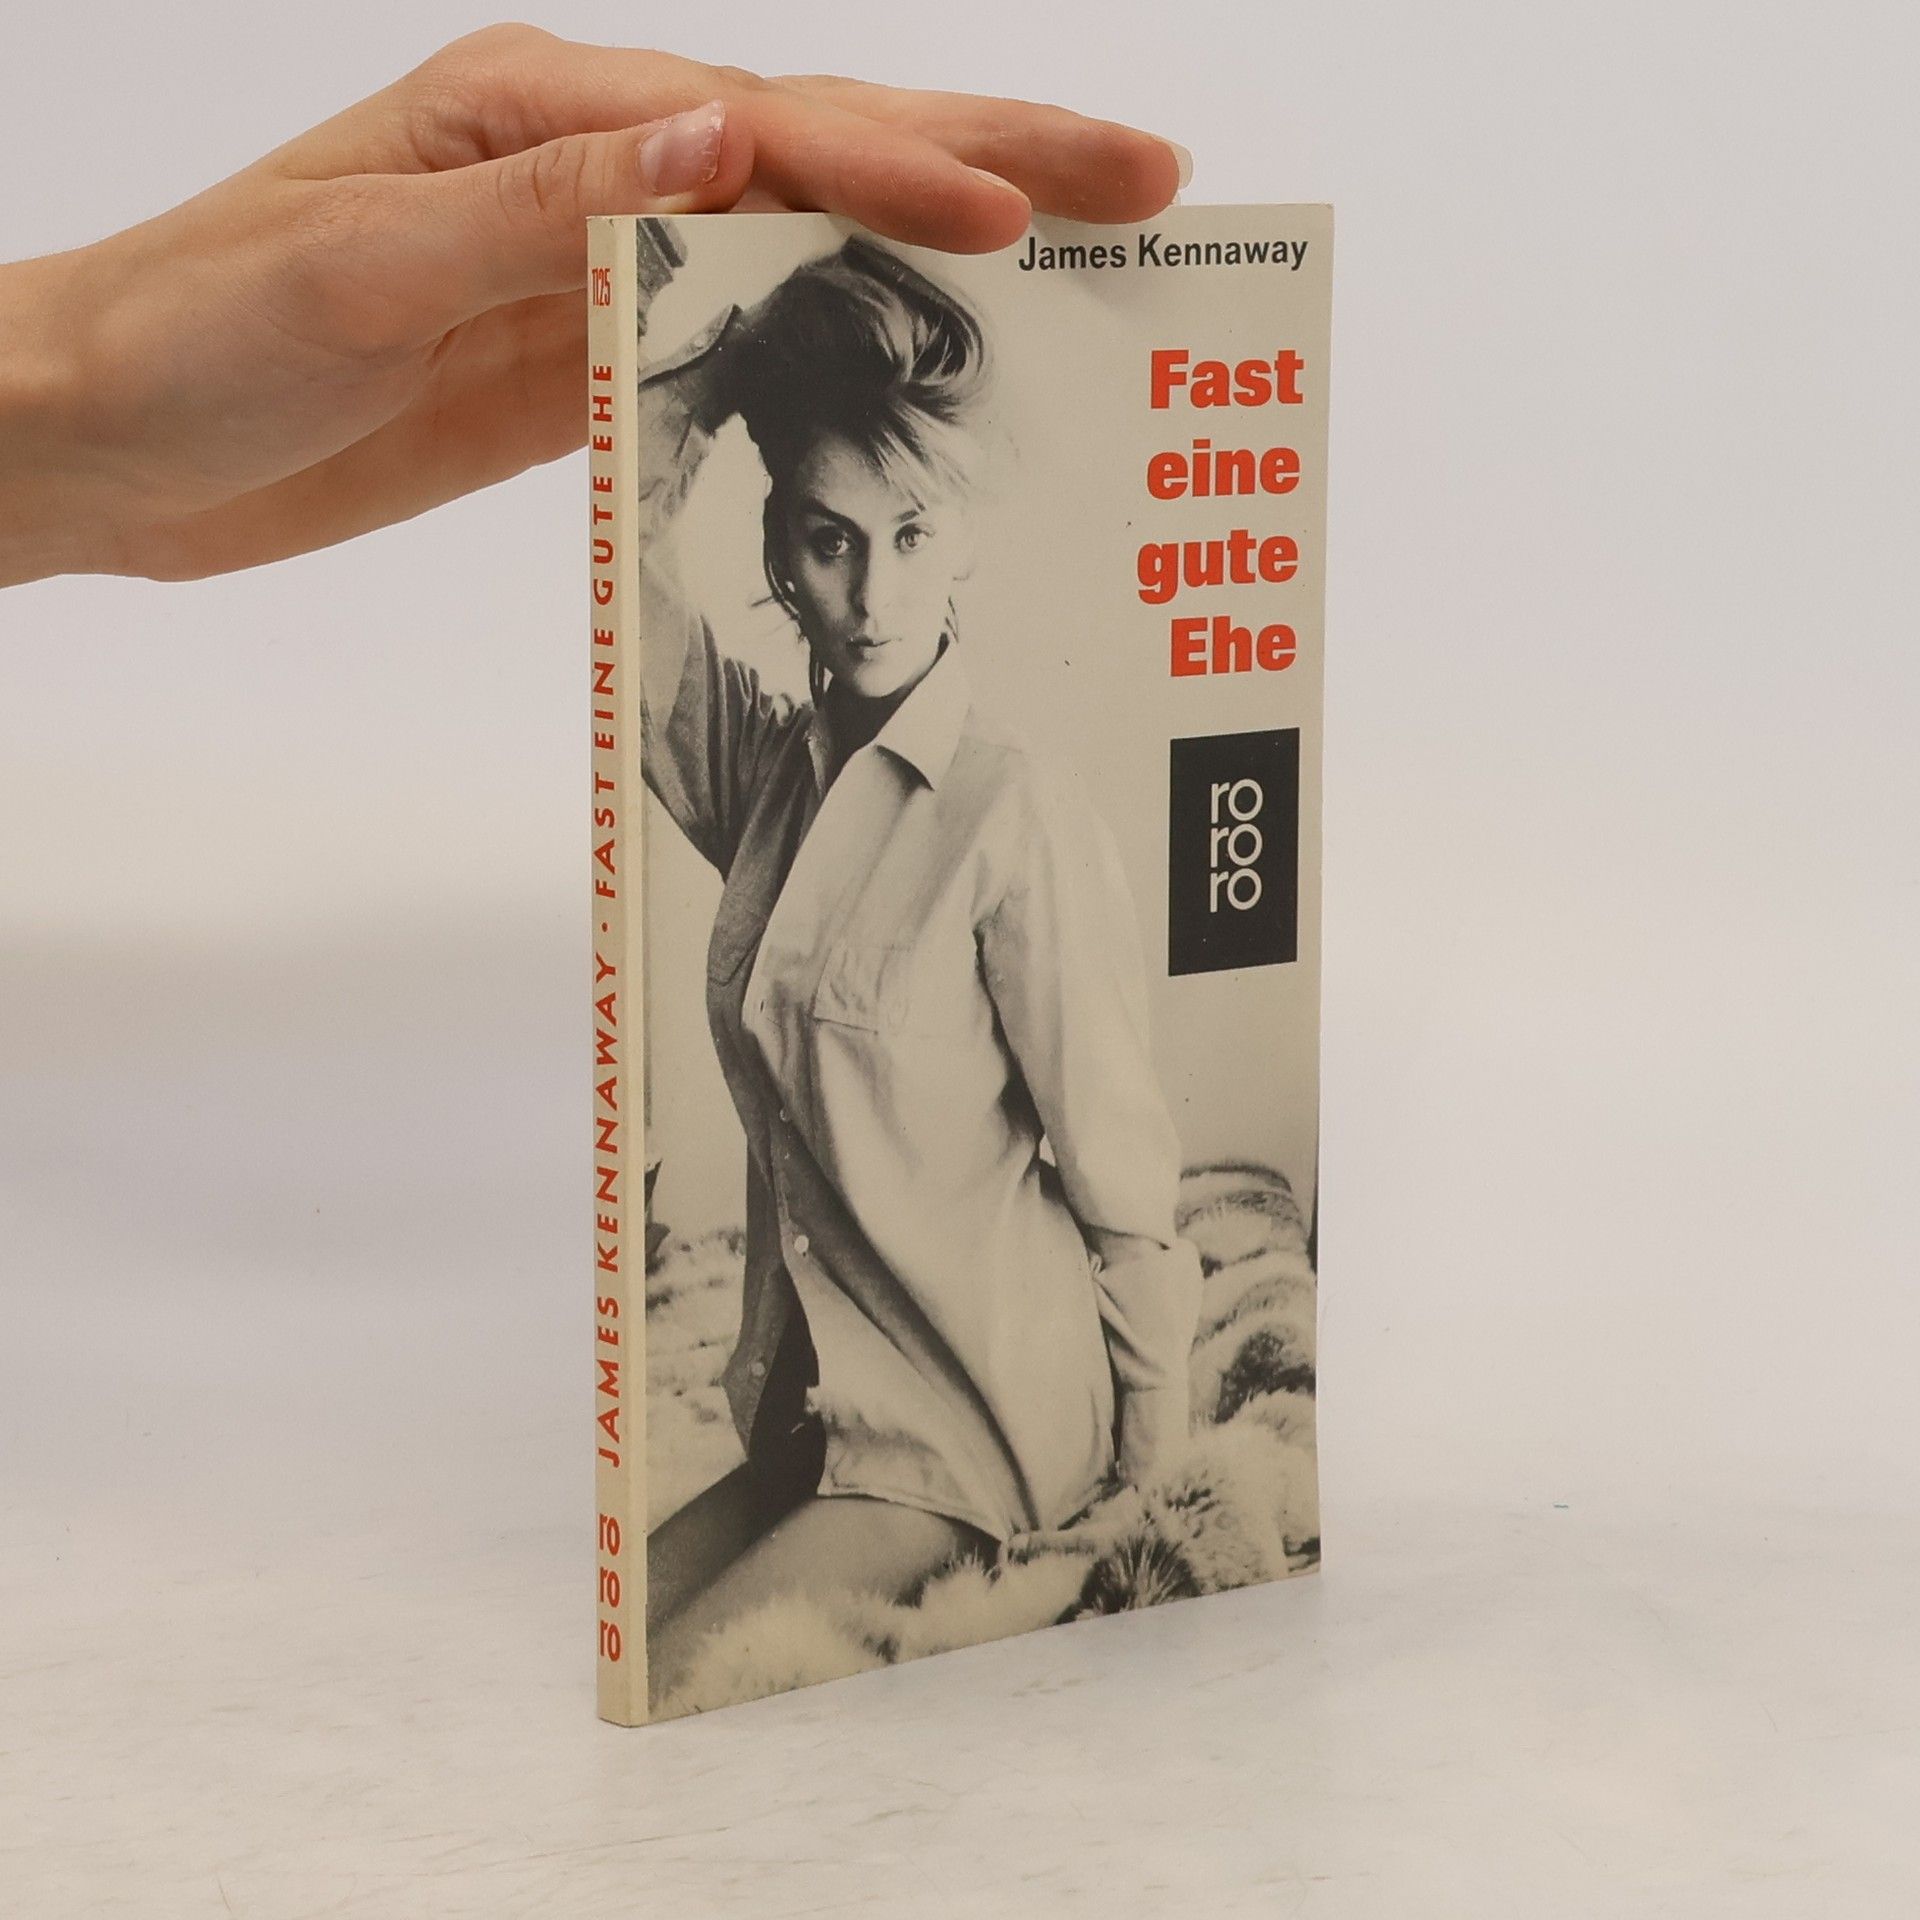 James Kennaway
Fast
eine
gute
Ehe
ro
ro
ro
1125
JAMES KENNAWAY · FAST EINE GUTE EHE
ro
ro
ro